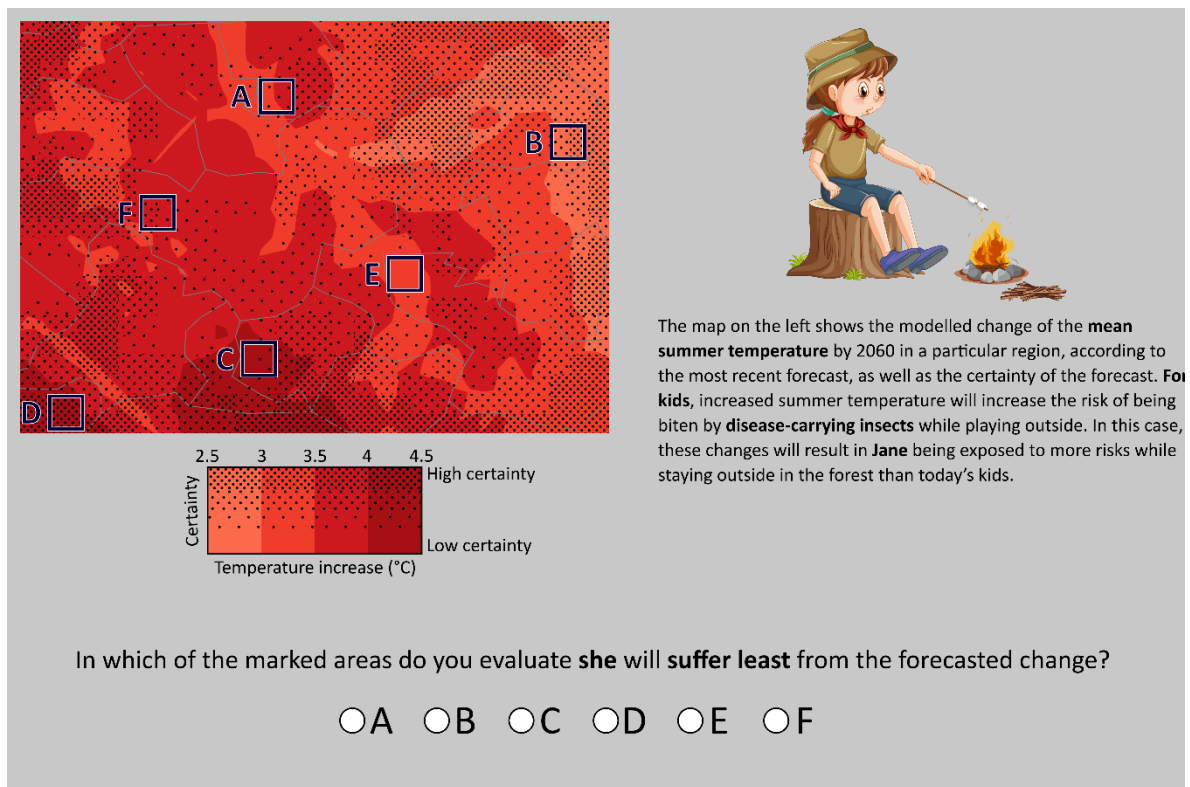 A
B
F
E
C
D
The map on the left shows the modelled change of the mean
summer temperature by 2060 in a particular region, according to
the most recent forecast, as well as the certainty of the forecast. For
kids, increased summer temperature will increase the risk of being
biten by disease-carrying insects while playing outside. In this case,
these changes will result in Jane being exposed to more risks while
staying outside in the forest than today's kids.
2.5 3 3.5 4 4.5
Certainty
High certainty
Low certainty
Temperature increase (°C)
In which of the marked areas do you evaluate she will suffer least from the forecasted change?
A B C D E F